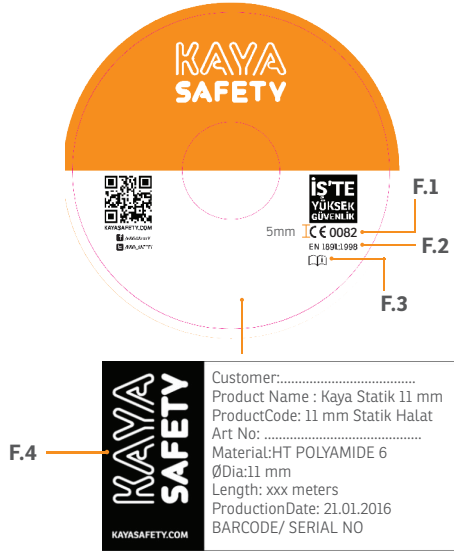 KAYA
SAFETY
KAYASAFETY.COM
İŞ'TE
YÜKSEK
GÜVENLİK
5mm
CE 0082
EN 1891:1998
F.1
F.2
F.3
F.4
KAYA
SAFETY
KAYASAFETY.COM
Customer:...................................
Product Name : Kaya Statik 11 mm
ProductCode: 11 mm Statik Halat
Art No: .........................................
Material:HT POLYAMIDE 6
ØDia:11 mm
Length: xxx meters
ProductionDate: 21.01.2016
BARCODE/ SERIAL NO